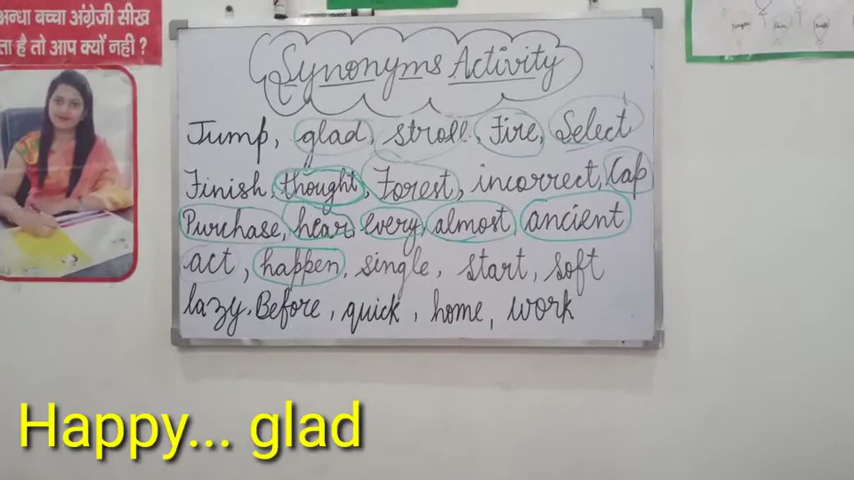 अन्धा बच्चा अंग्रेजी सीख
ता है तो आप क्यों नही ?
Synonyms Activity
Jump, glad, stroll, Fire, Select
Finish, thought, Forest, incorrect, Cap
Purchase, hear, every, almost, ancient
act, happen, single, start, soft
lazy. Before, quick, home, work
Happy... glad